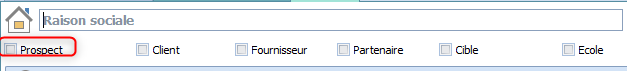 Raison sociale
Prospect Client Fournisseur Partenaire Cible Ecole